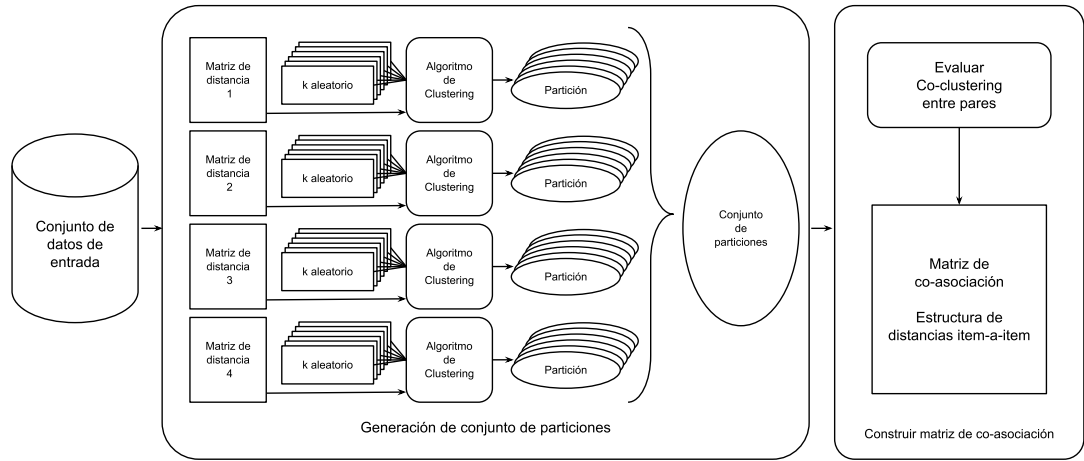 Conjunto de
datos de
entrada
Matriz de
distancia
1
k aleatorio
Algoritmo
de
Clustering
Partición
Matriz de
distancia
2
k aleatorio
Algoritmo
de
Clustering
Partición
Matriz de
distancia
3
k aleatorio
Algoritmo
de
Clustering
Partición
Matriz de
distancia
4
k aleatorio
Algoritmo
de
Clustering
Partición
Conjunto
de
particiones
Generación de conjunto de particiones
Evaluar
Co-clustering
entre pares
Matriz de
co-asociación
Estructura de
distancias item-a-item
Construir matriz de co-asociación